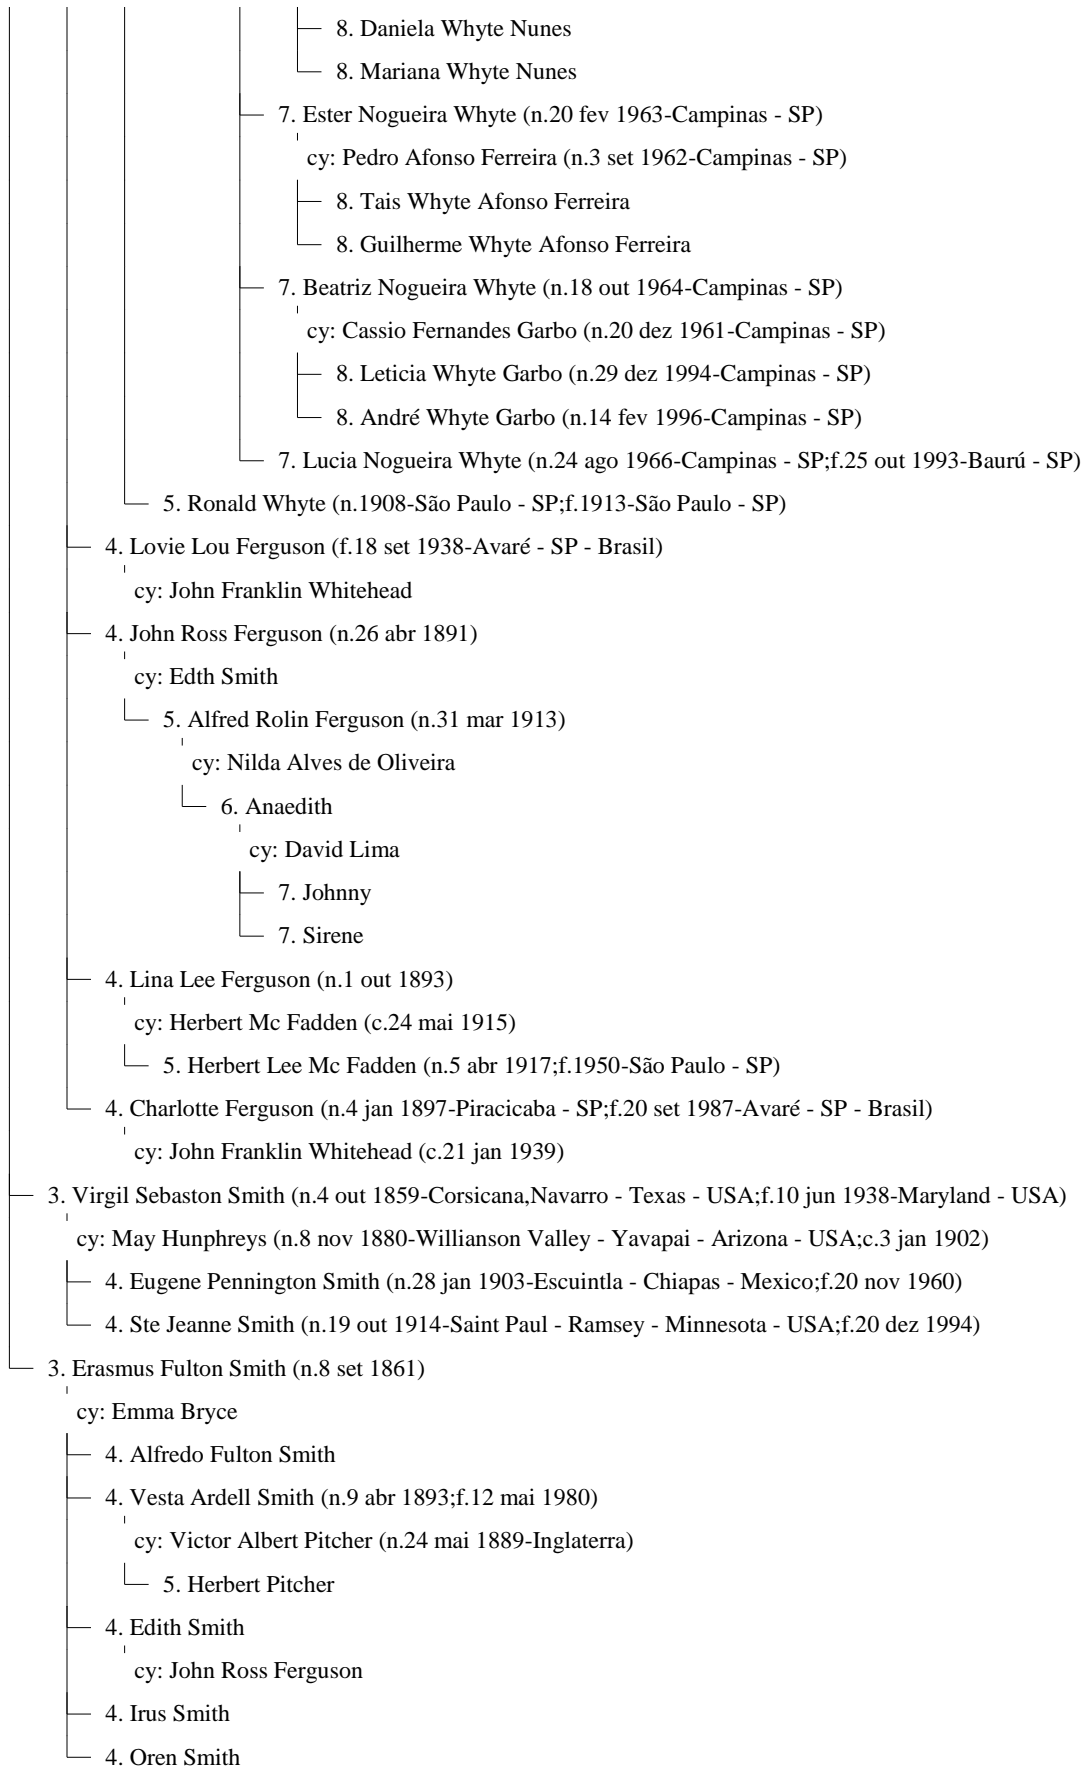 8. Daniela Whyte Nunes
8. Mariana Whyte Nunes
7. Ester Nogueira Whyte (n.20 fev 1963-Campinas - SP)
cy: Pedro Afonso Ferreira (n.3 set 1962-Campinas - SP)
8. Tais Whyte Afonso Ferreira
8. Guilherme Whyte Afonso Ferreira
7. Beatriz Nogueira Whyte (n.18 out 1964-Campinas - SP)
cy: Cassio Fernandes Garbo (n.20 dez 1961-Campinas - SP)
8. Leticia Whyte Garbo (n.29 dez 1994-Campinas - SP)
8. André Whyte Garbo (n.14 fev 1996-Campinas - SP)
7. Lucia Nogueira Whyte (n.24 ago 1966-Campinas - SP;f.25 out 1993-Baurú - SP)
5. Ronald Whyte (n.1908-São Paulo - SP;f.1913-São Paulo - SP)
4. Lovie Lou Ferguson (f.18 set 1938-Avaré - SP - Brasil)
cy: John Franklin Whitehead
4. John Ross Ferguson (n.26 abr 1891)
cy: Edth Smith
5. Alfred Rolin Ferguson (n.31 mar 1913)
cy: Nilda Alves de Oliveira
6. Anaedith
cy: David Lima
7. Johnny
7. Sirene
4. Lina Lee Ferguson (n.1 out 1893)
cy: Herbert Mc Fadden (c.24 mai 1915)
5. Herbert Lee Mc Fadden (n.5 abr 1917;f.1950-São Paulo - SP)
4. Charlotte Ferguson (n.4 jan 1897-Piracicaba - SP;f.20 set 1987-Avaré - SP - Brasil)
cy: John Franklin Whitehead (c.21 jan 1939)
3. Virgil Sebaston Smith (n.4 out 1859-Corsicana,Navarro - Texas - USA;f.10 jun 1938-Maryland - USA)
cy: May Hunphreys (n.8 nov 1880-Willianson Valley - Yavapai - Arizona - USA;c.3 jan 1902)
4. Eugene Pennington Smith (n.28 jan 1903-Escuintla - Chiapas - Mexico;f.20 nov 1960)
4. Ste Jeanne Smith (n.19 out 1914-Saint Paul - Ramsey - Minnesota - USA;f.20 dez 1994)
3. Erasmus Fulton Smith (n.8 set 1861)
cy: Emma Bryce
4. Alfredo Fulton Smith
4. Vesta Ardell Smith (n.9 abr 1893;f.12 mai 1980)
cy: Victor Albert Pitcher (n.24 mai 1889-Inglaterra)
5. Herbert Pitcher
4. Edith Smith
cy: John Ross Ferguson
4. Irus Smith
4. Oren Smith